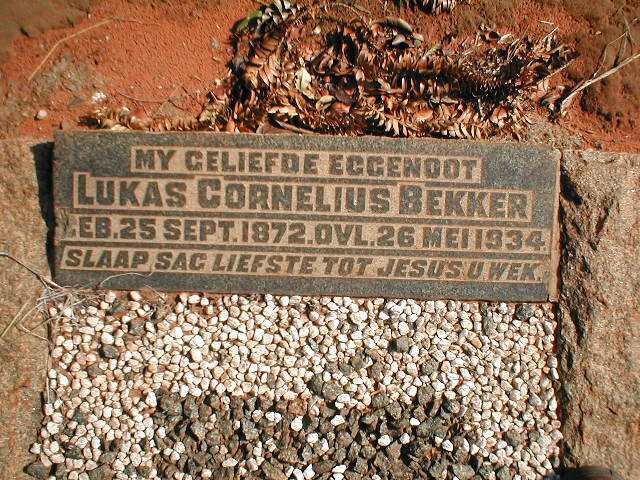 MY GELIEFDE EGGENOOT
LUKAS CORNELIUS BEKKER
GEB. 25 SEPT. 1872. OVL. 26 MEI 1934
SLAAP SAG LIEFSTE TOT JESUS U WEK.